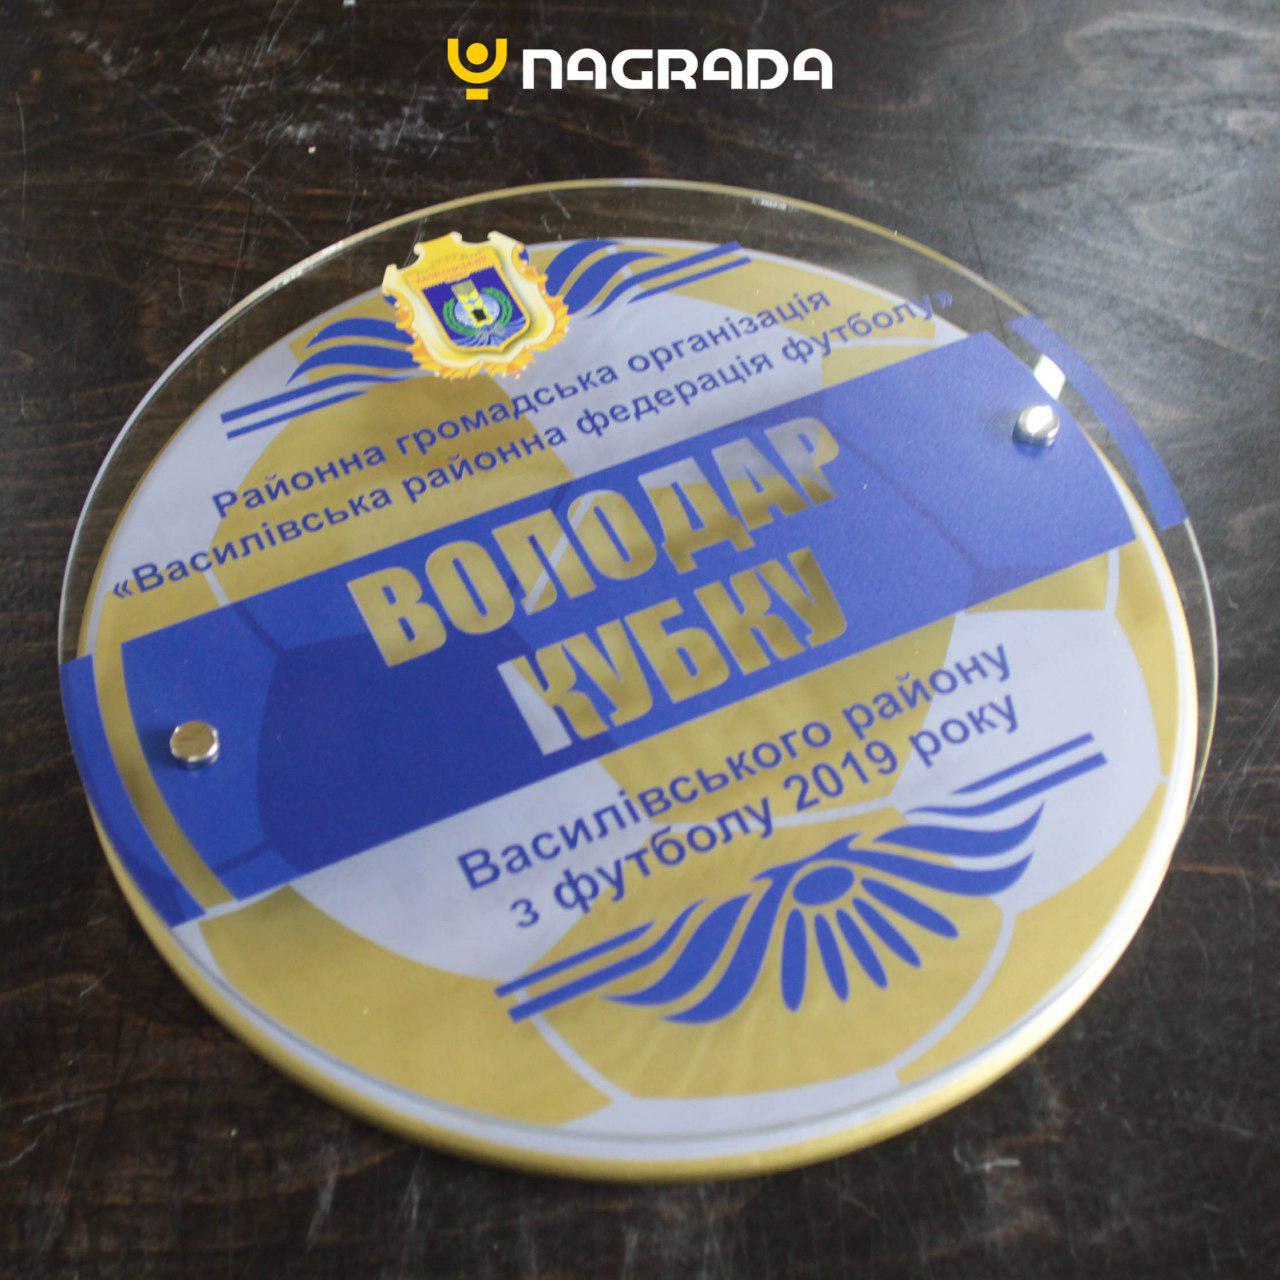 NAGRADA
Районна громадська організація
«Василівська районна федерація футболу»
ВОЛОДАР
КУБКУ
Василівського району
з футболу 2019 року